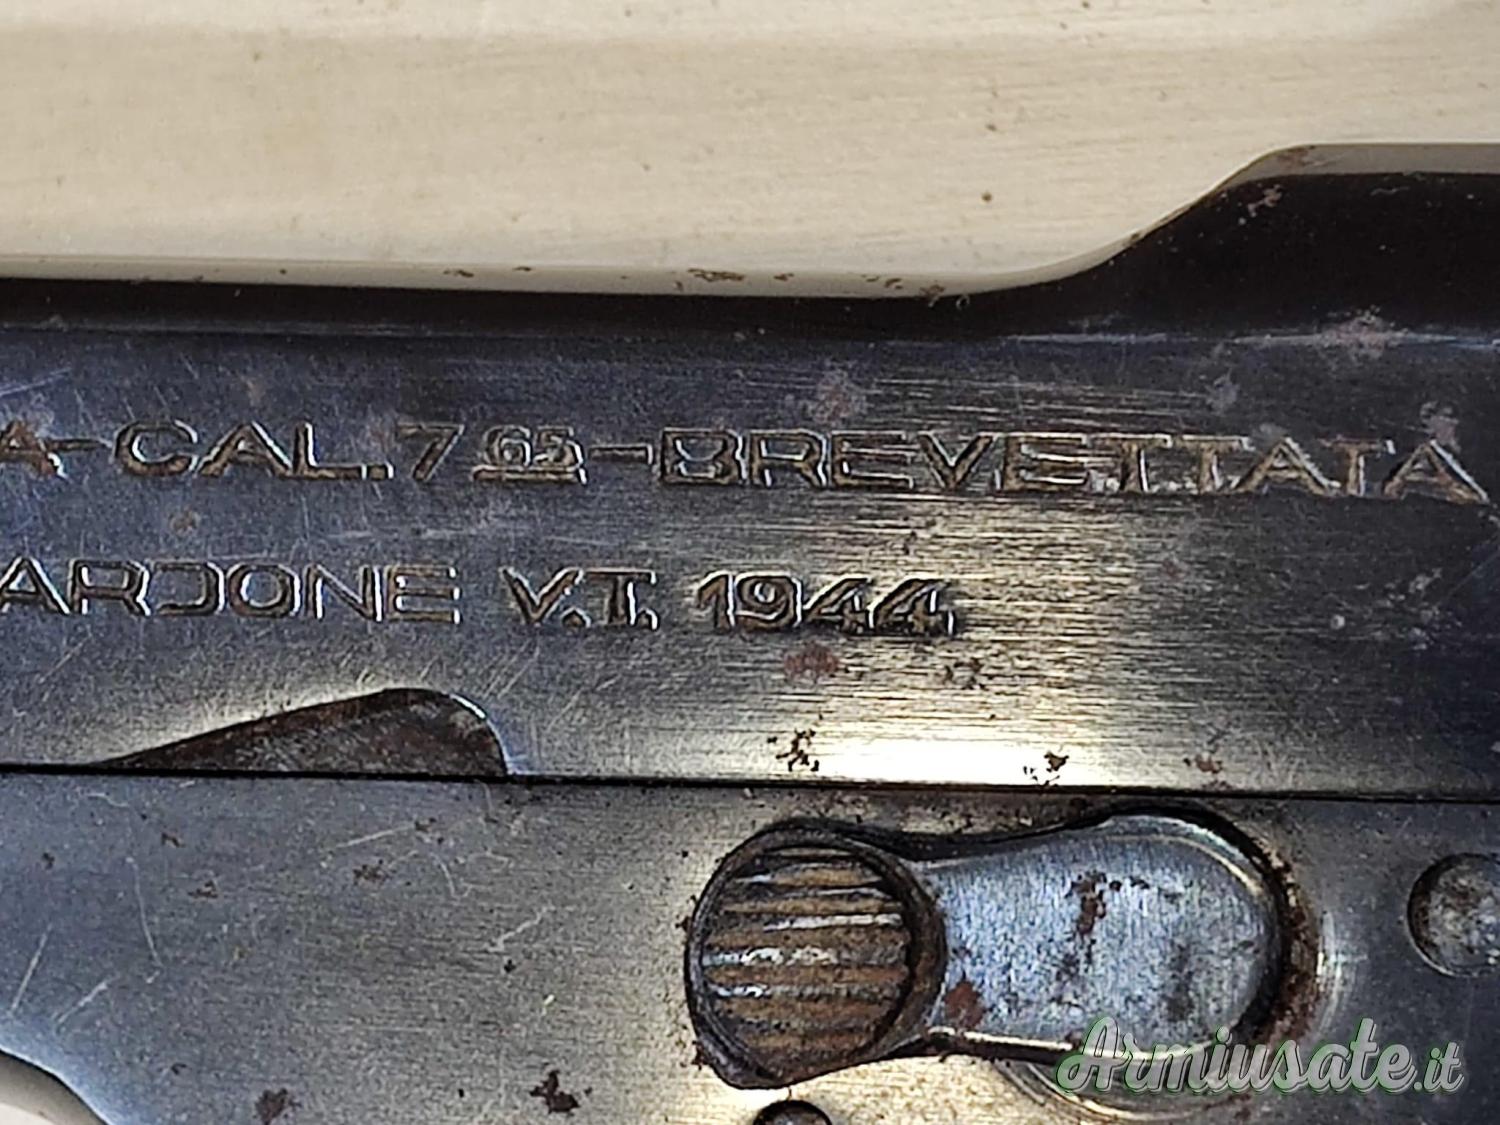 A-CAL.7 65-BREVETTATA
ARDONE V.T. 1944
Armiusate.it